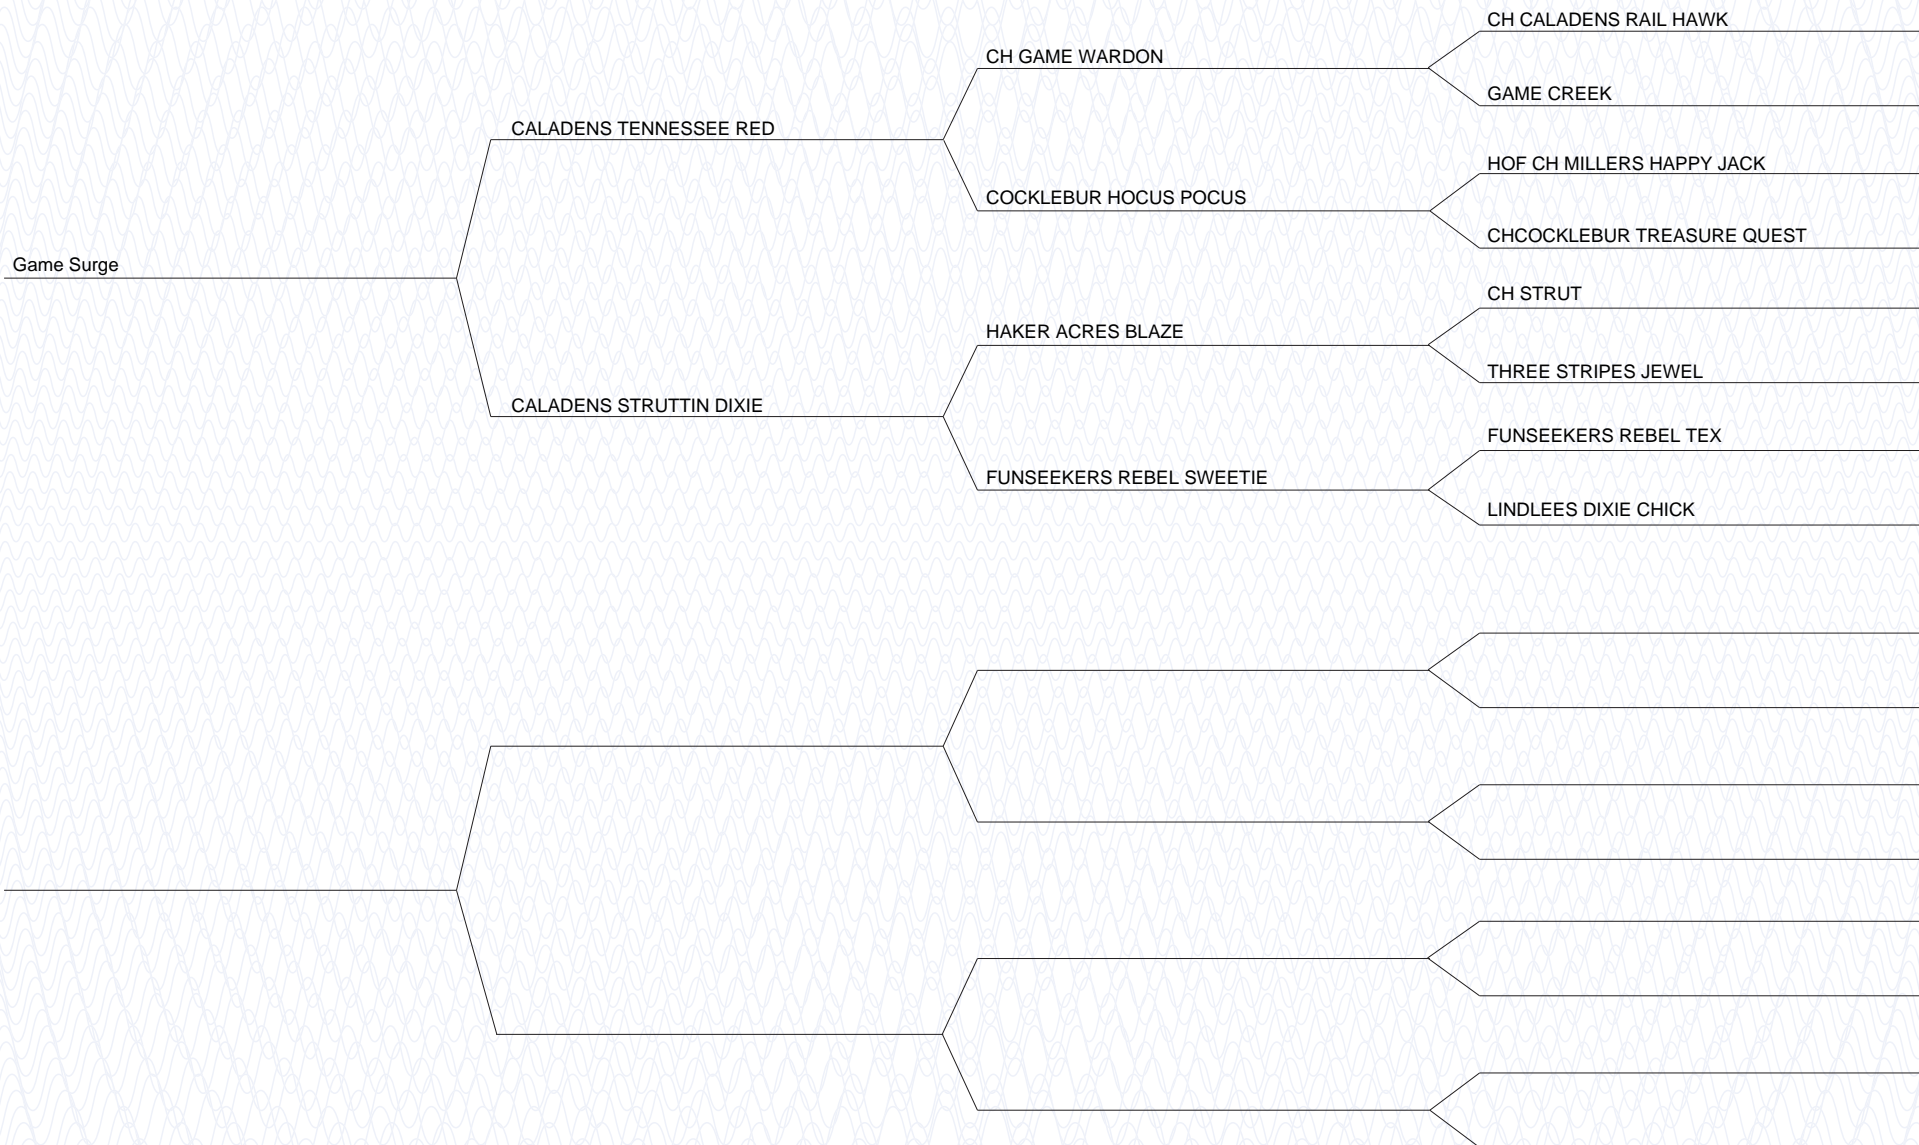 CH CALADENS RAIL HAWK
CH GAME WARDON
GAME CREEK
CALADENS TENNESSEE RED
HOF CH MILLERS HAPPY JACK
COCKLEBUR HOCUS POCUS
CHCOCKLEBUR TREASURE QUEST
Game Surge
CH STRUT
HAKER ACRES BLAZE
THREE STRIPES JEWEL
CALADENS STRUTTIN DIXIE
FUNSEEKERS REBEL TEX
FUNSEEKERS REBEL SWEETIE
LINDLEES DIXIE CHICK